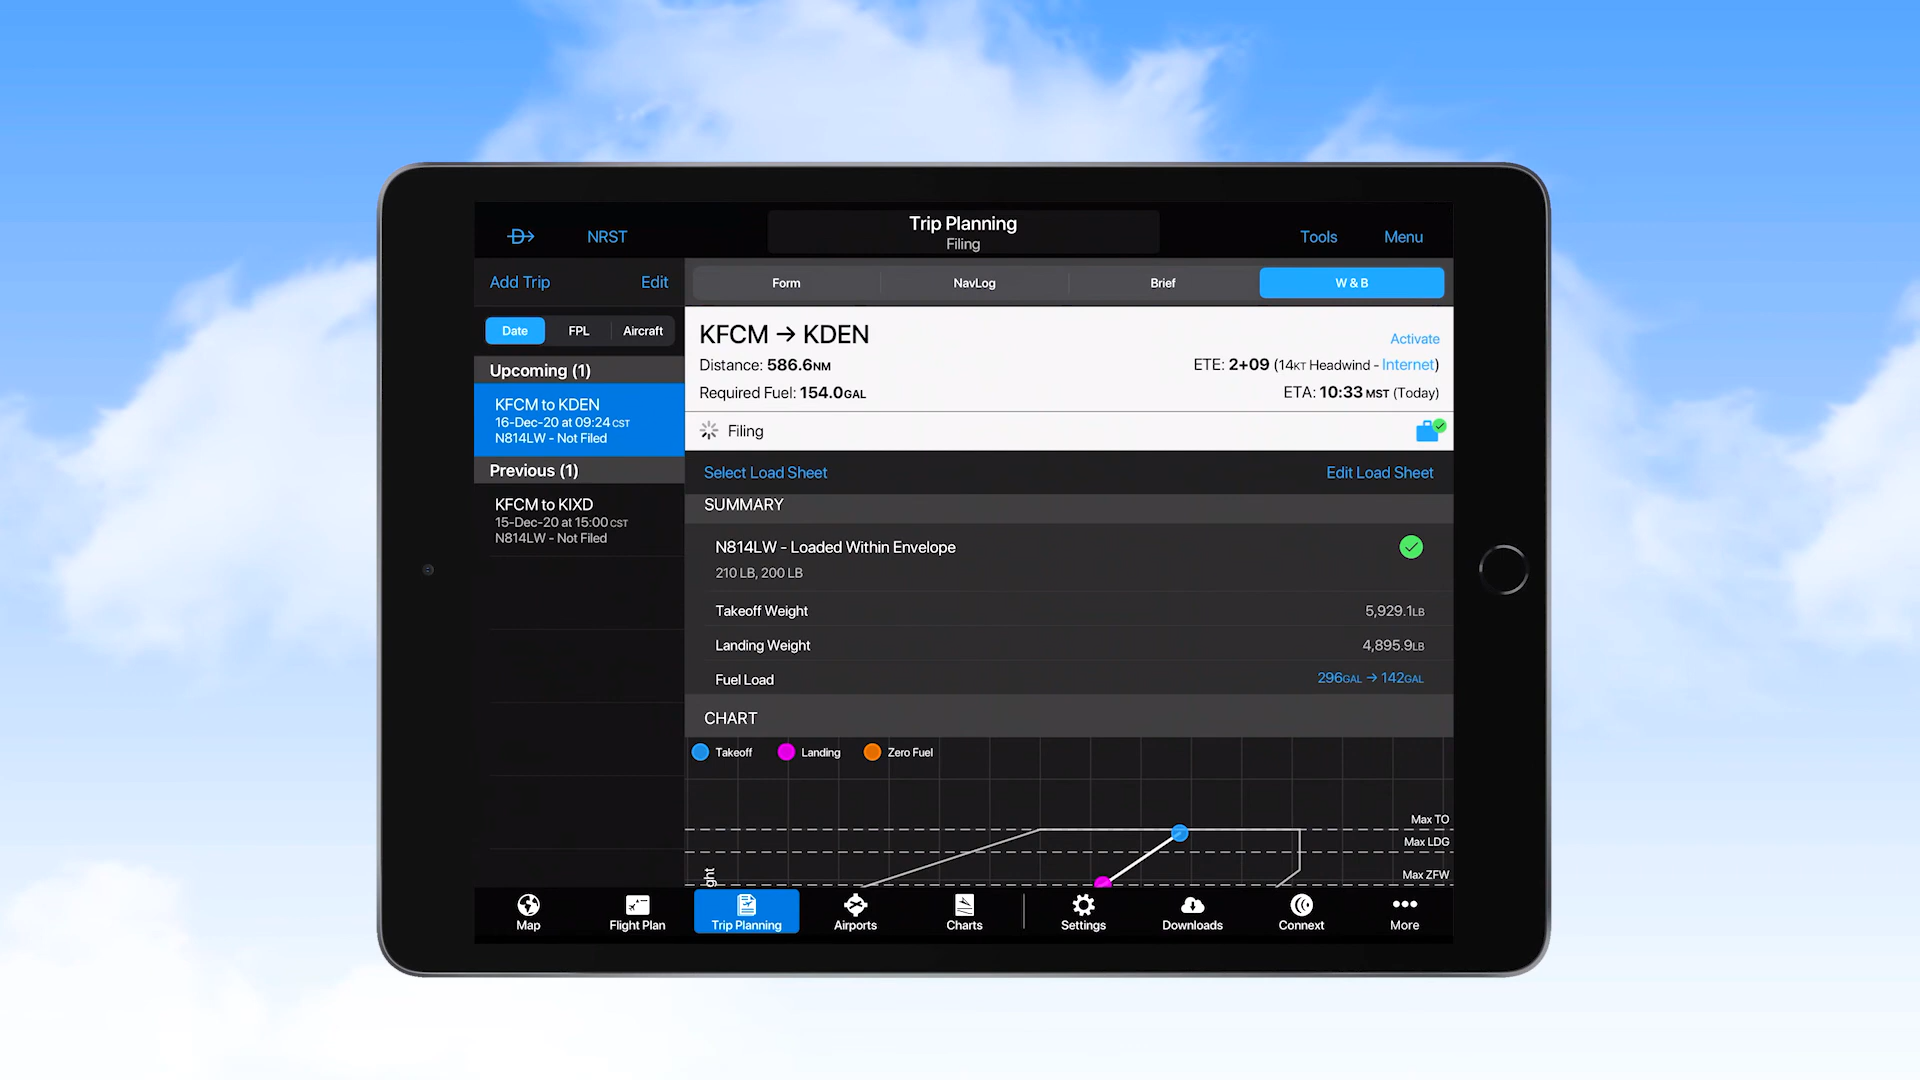 NRST
Trip Planning
Filing
Tools
Menu
Add Trip
Edit
Form
NavLog
Brief
W & B
Date
FPL
Aircraft
Upcoming (1)
KFCM to KDEN
16-Dec-20 at 09:24 CST
N814LW - Not Filed
Previous (1)
KFCM to KIXD
15-Dec-20 at 15:00 CST
N814LW - Not Filed
KFCM → KDEN
Activate
Distance: 586.6NM
ETE: 2+09 (14KT Headwind - Internet)
Required Fuel: 154.0GAL
ETA: 10:33 MST (Today)
Filing
Select Load Sheet
Edit Load Sheet
SUMMARY
N814LW - Loaded Within Envelope
210 LB, 200 LB
Takeoff Weight
5,929.1LB
Landing Weight
4,895.9LB
Fuel Load
296GAL → 142GAL
CHART
Takeoff
Landing
Zero Fuel
Max TO
Max LDG
Max ZFW
ght
Map
Flight Plan
Trip Planning
Airports
Charts
Settings
Downloads
Connext
More